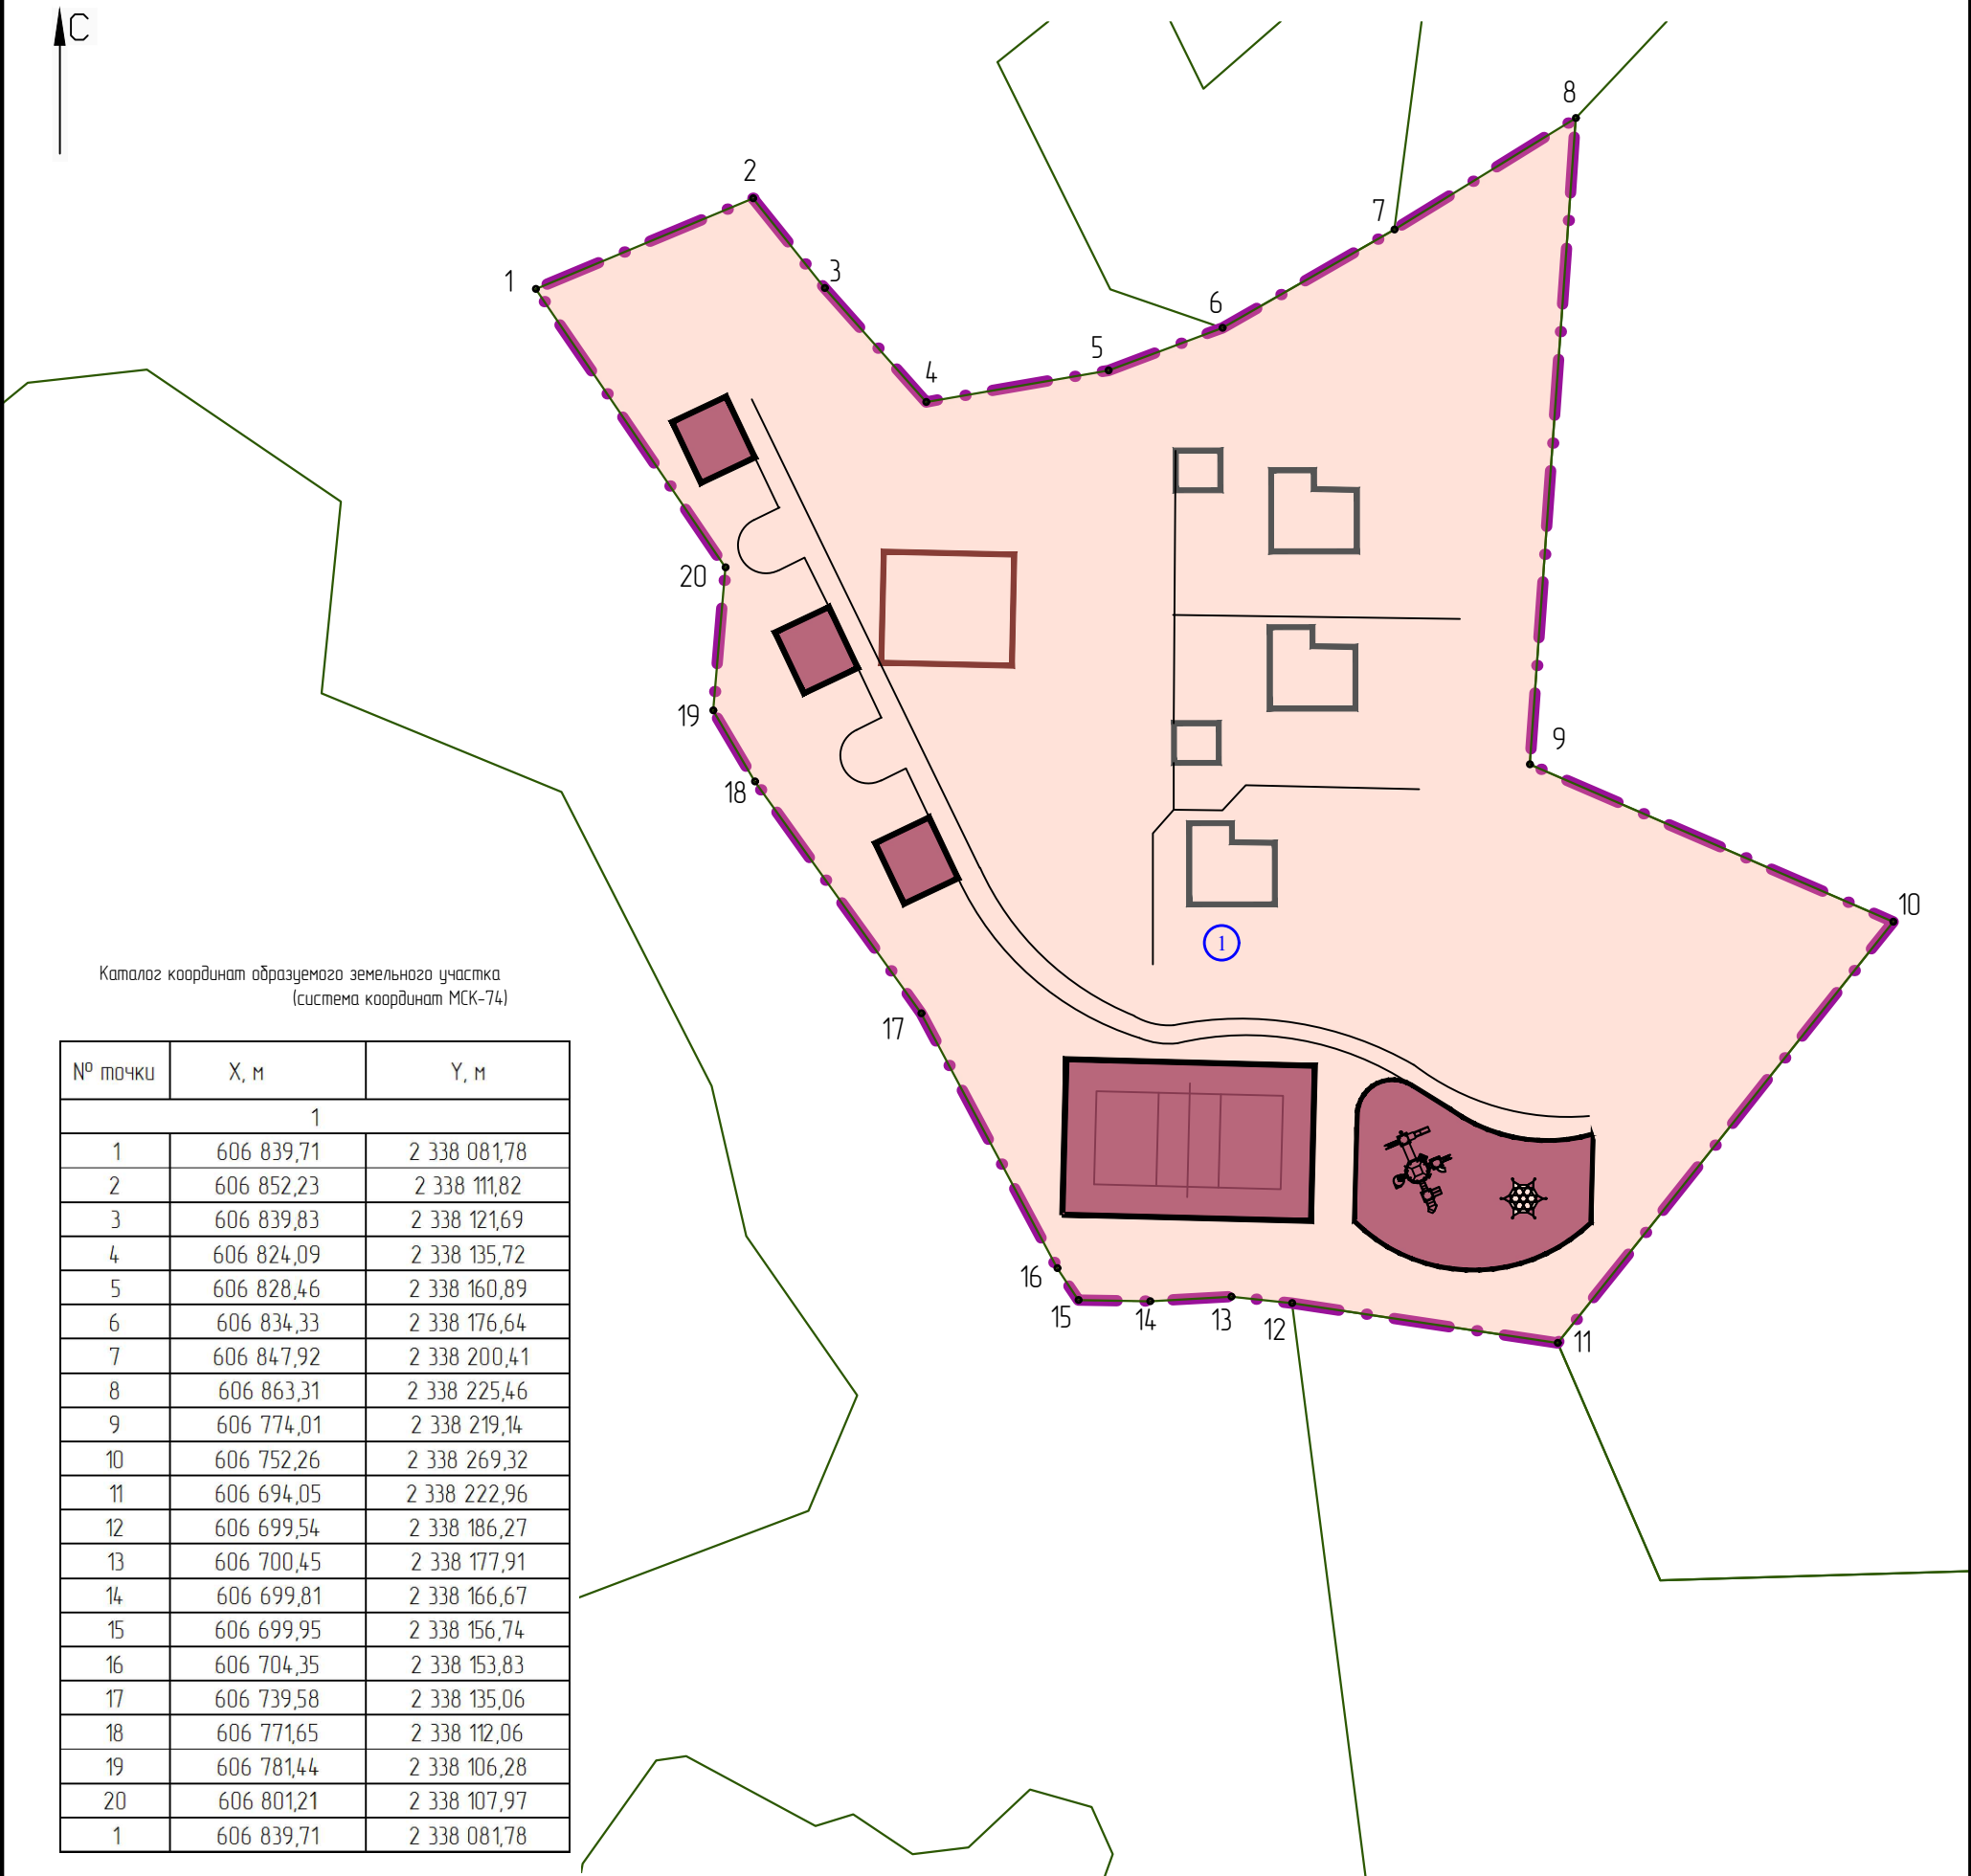 С
8
2
7
1
3
6
5
4
20
19
9
18
10
1
17
Каталог координат образуемого земельного участка
(система координат МСК-74)
16
15
14
13
12
11
№ точки X, м Y, м
1
1 606 839,71 2 338 081,78
2 606 852,23 2 338 111,82
3 606 839,83 2 338 121,69
4 606 824,09 2 338 135,72
5 606 828,46 2 338 160,89
6 606 834,33 2 338 176,64
7 606 847,92 2 338 200,41
8 606 863,31 2 338 225,46
9 606 774,01 2 338 219,14
10 606 752,26 2 338 269,32
11 606 694,05 2 338 222,96
12 606 699,54 2 338 186,27
13 606 700,45 2 338 177,91
14 606 699,81 2 338 166,67
15 606 699,95 2 338 156,74
16 606 704,35 2 338 153,83
17 606 739,58 2 338 135,06
18 606 771,65 2 338 112,06
19 606 781,44 2 338 106,28
20 606 801,21 2 338 107,97
1 606 839,71 2 338 081,78